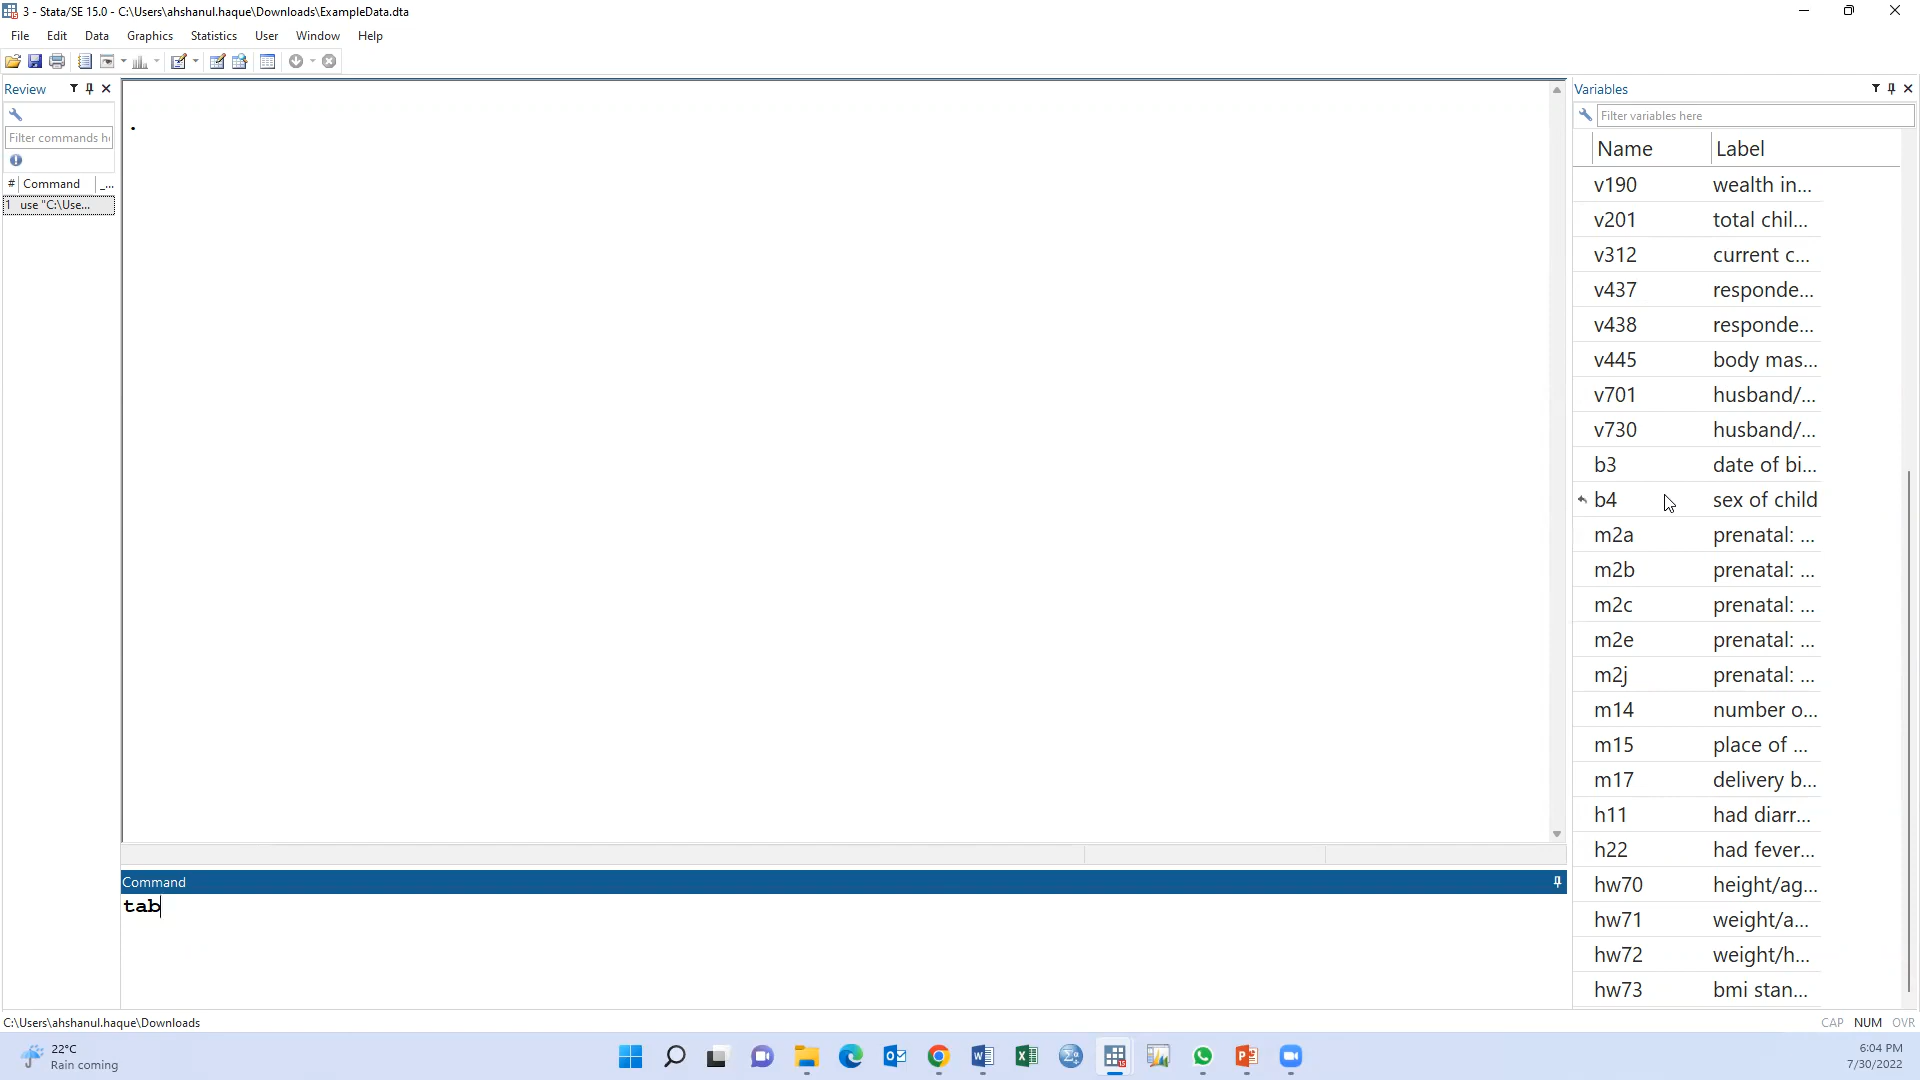 3 - Stata/SE 15.0 - C:\Users\ahshanul.haque\Downloads\ExampleData.dta
File Edit Data Graphics Statistics User Window Help
Review
Filter commands he
# Command _...
1 use "C:\Use...
.
Command
tab
Variables
Filter variables here
Name Label
v190 wealth in...
v201 total chil...
v312 current c...
v437 responde...
v438 responde...
v445 body mas...
v701 husband/...
v730 husband/...
b3 date of bi...
b4 sex of child
m2a prenatal: ...
m2b prenatal: ...
m2c prenatal: ...
m2e prenatal: ...
m2j prenatal: ...
m14 number o...
m15 place of ...
m17 delivery b...
h11 had diarr...
h22 had fever...
hw70 height/ag...
hw71 weight/a...
hw72 weight/h...
hw73 bmi stan...
C:\Users\ahshanul.haque\Downloads
CAP NUM OVR
22°C
Rain coming
6:04 PM
7/30/2022